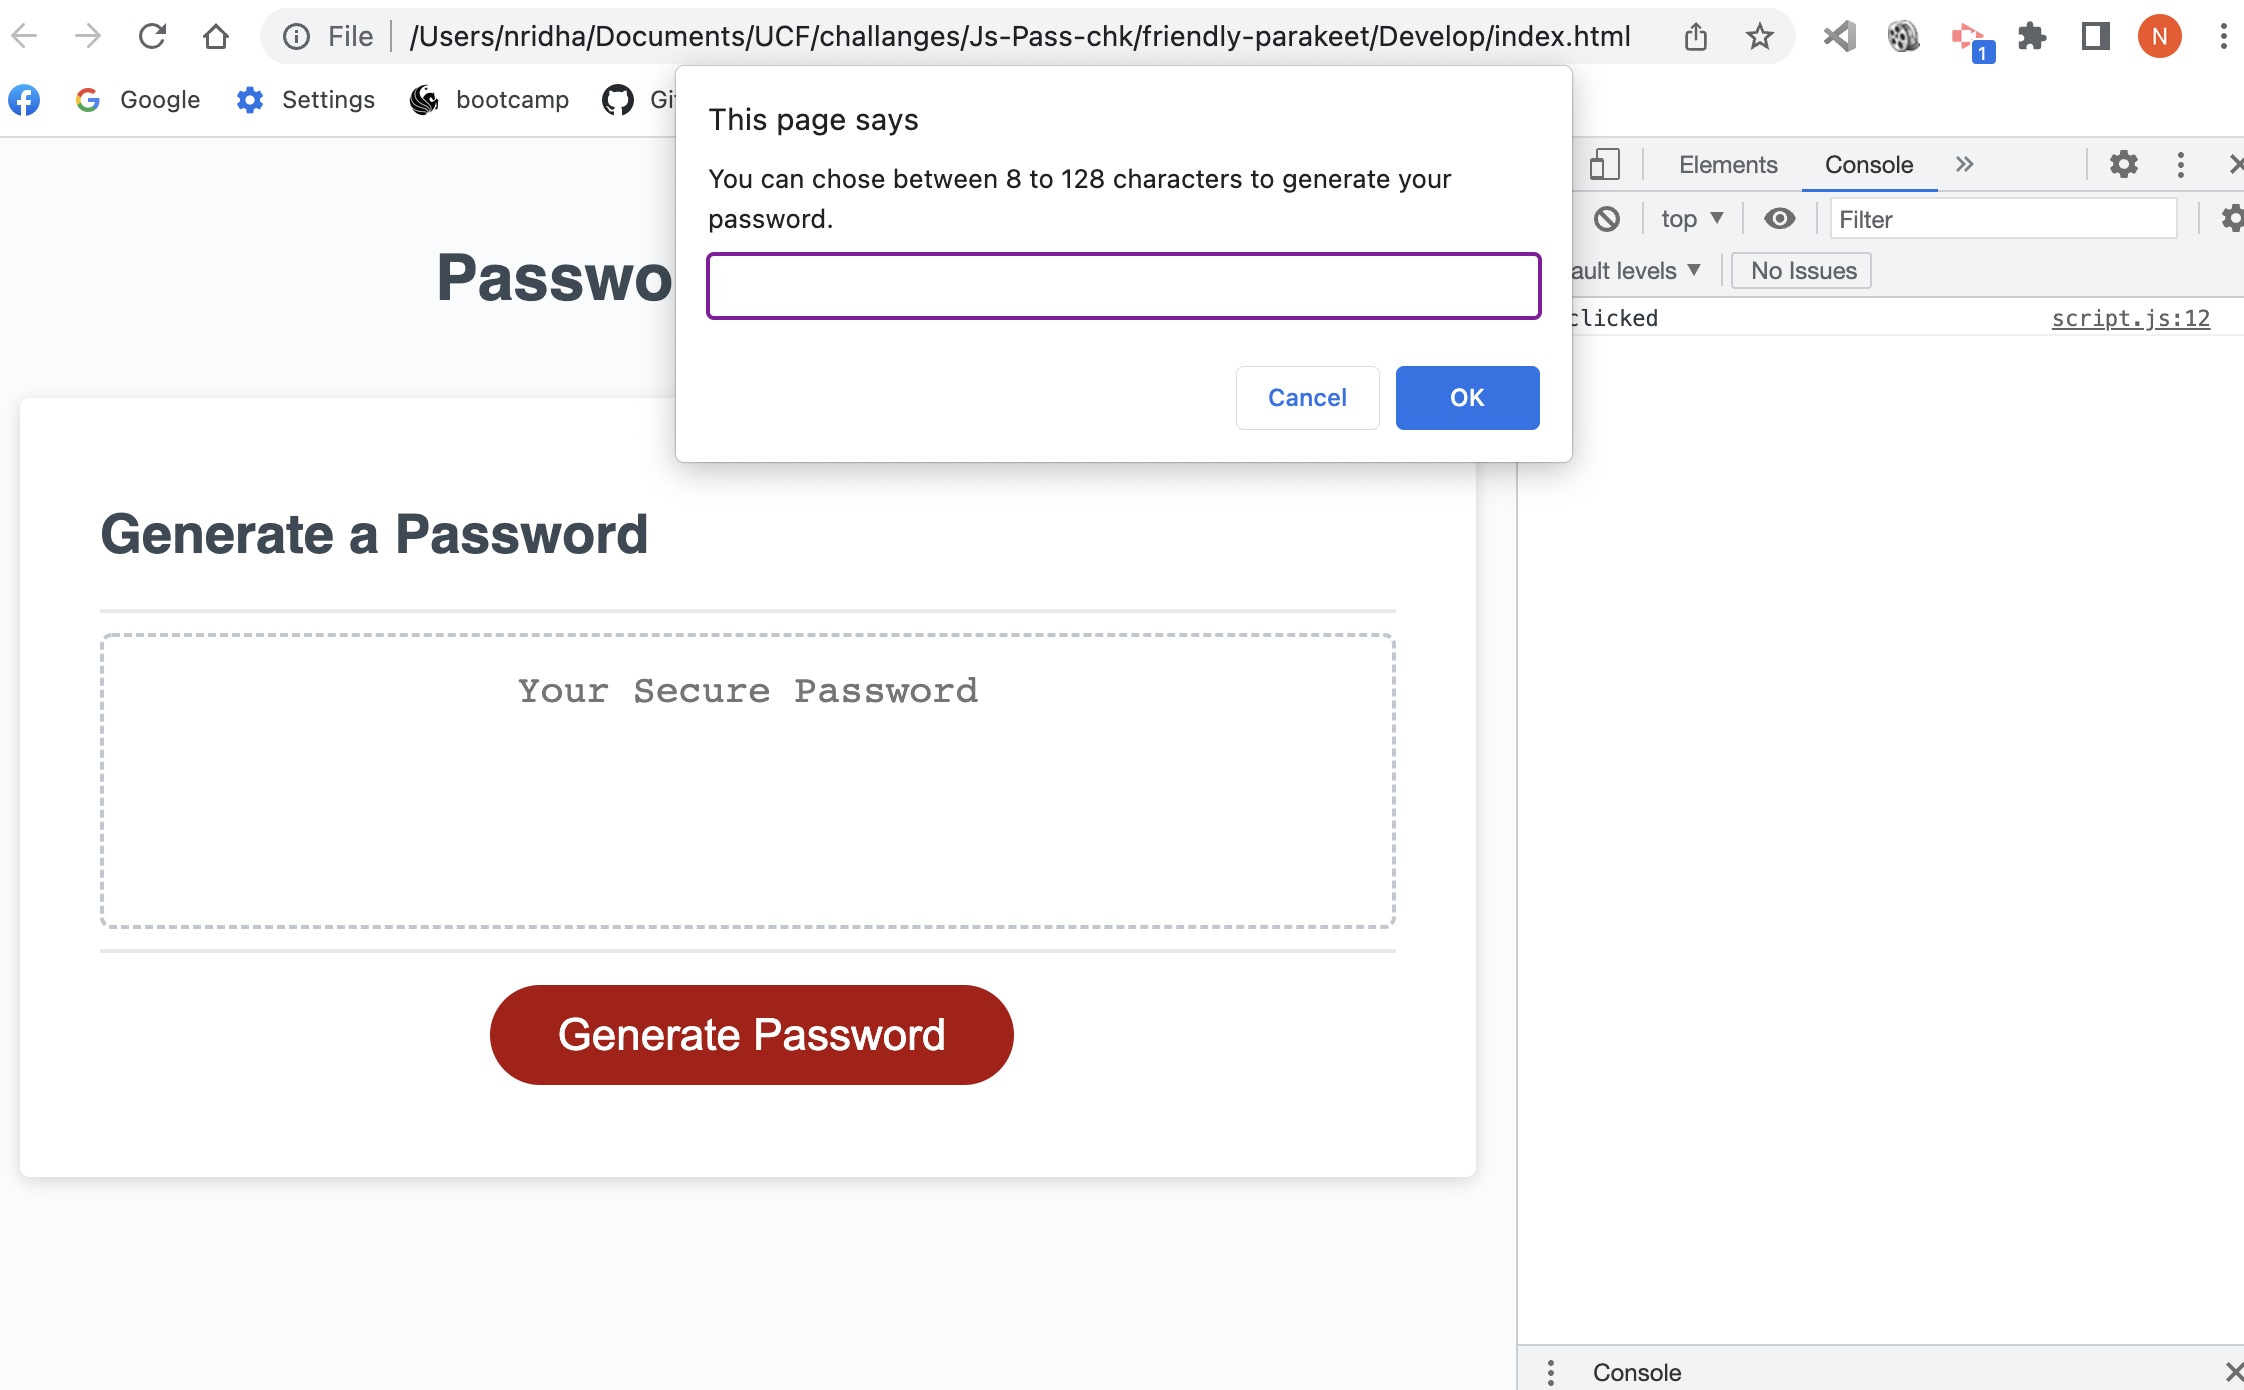 File /Users/nridha/Documents/UCF/challanges/Js-Pass-chk/friendly-parakeet/Develop/index.html
1
N
Google Settings bootcamp
This page says
You can chose between 8 to 128 characters to generate your
password.
Cancel OK
Elements Console
top Filter
ault levels No Issues
clicked script.js:12
Passwo
Generate a Password
Your Secure Password
Generate Password
Console